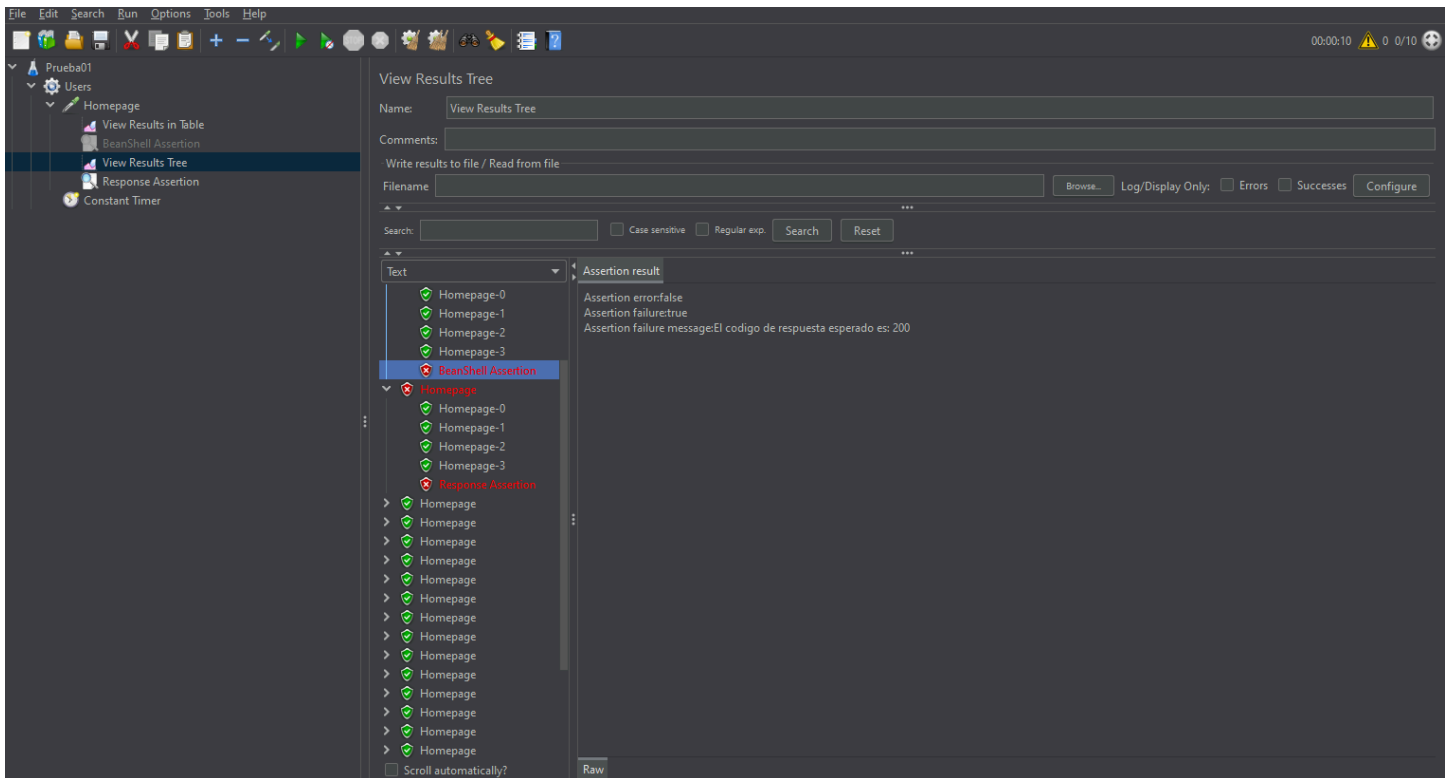 File Edit Search Run Options Tools Help
00:00:10 0 0/10
Prueba01
Users
Homepage
View Results in Table
BeanShell Assertion
View Results Tree
Response Assertion
Constant Timer
View Results Tree
Name: View Results Tree
Comments:
Write results to file / Read from file
Filename Browse... Log/Display Only: Errors Successes Configure
Search: Case sensitive Regular exp. Search Reset
Text
Homepage-0
Homepage-1
Homepage-2
Homepage-3
BeanShell Assertion
Homepage
Homepage-0
Homepage-1
Homepage-2
Homepage-3
Response Assertion
Homepage
Homepage
Homepage
Homepage
Homepage
Homepage
Homepage
Homepage
Homepage
Homepage
Homepage
Homepage
Homepage
Homepage
Scroll automatically?
Assertion result
Assertion error:false
Assertion failure:true
Assertion failure message:El codigo de respuesta esperado es: 200
Raw